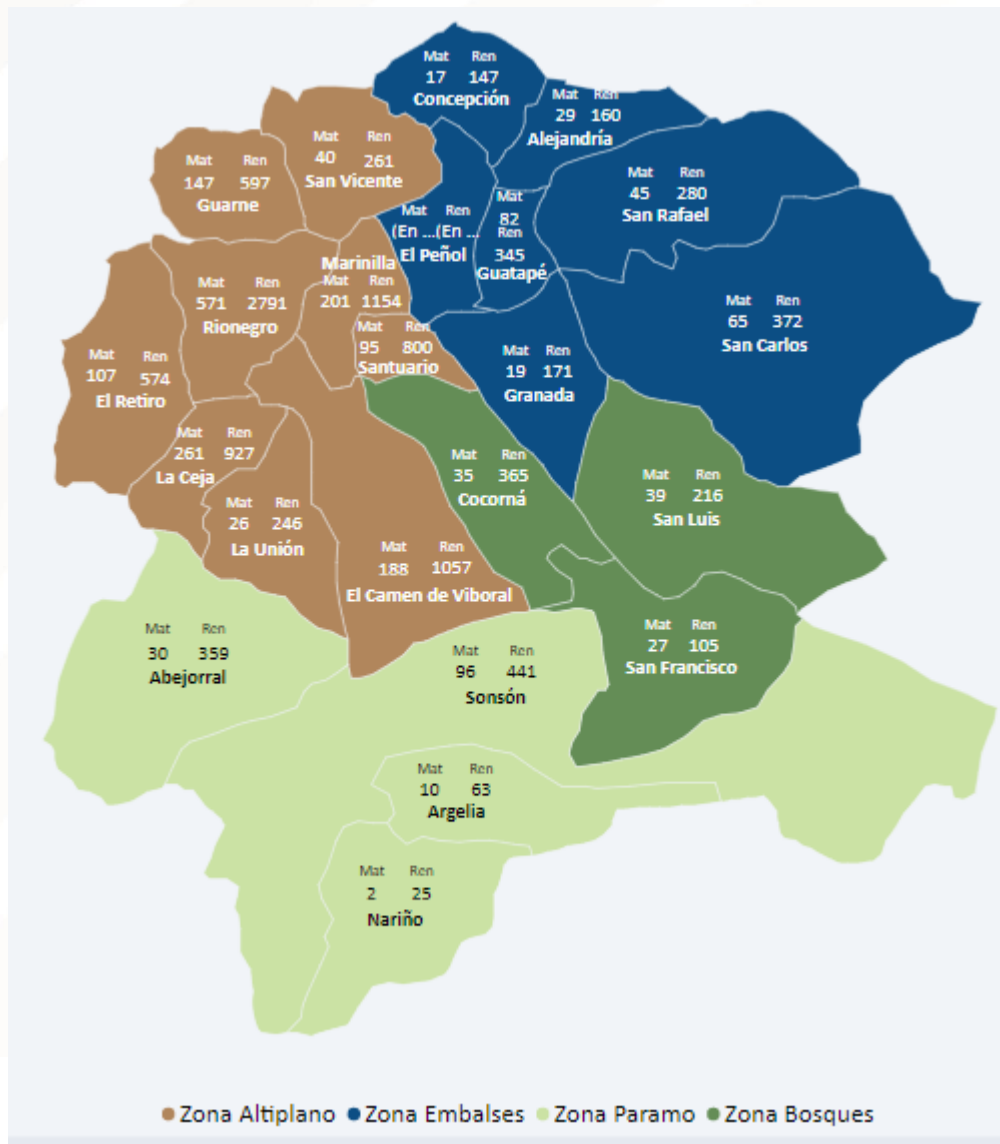 Mat Ren
17 147
Concepción
Mat Ren
29 160
Alejandría
Mat Ren
40 261
San Vicente
Mat Ren
147 597
Guarne
Mat Ren
45 280
San Rafael
Mat Ren
(En ...(En ...
El Peñol
Mat
82
Ren
345
Guatapé
Marinilla
Mat Ren
201 1154
Mat Ren
571 2791
Rionegro
Mat Ren
65 372
San Carlos
Mat Ren
95 800
Santuario
Mat Ren
107 574
El Retiro
Mat Ren
19 171
Granada
Mat Ren
261 927
La Ceja
Mat Ren
35 365
Cocorná
Mat Ren
39 216
San Luis
Mat Ren
26 246
La Unión
Mat Ren
188 1057
El Camen de Viboral
Mat Ren
30 359
Abejorral
Mat Ren
96 441
Sonsón
Mat Ren
27 105
San Francisco
Mat Ren
10 63
Argelia
Mat Ren
2 25
Nariño
Zona Altiplano Zona Embalses Zona Paramo Zona Bosques